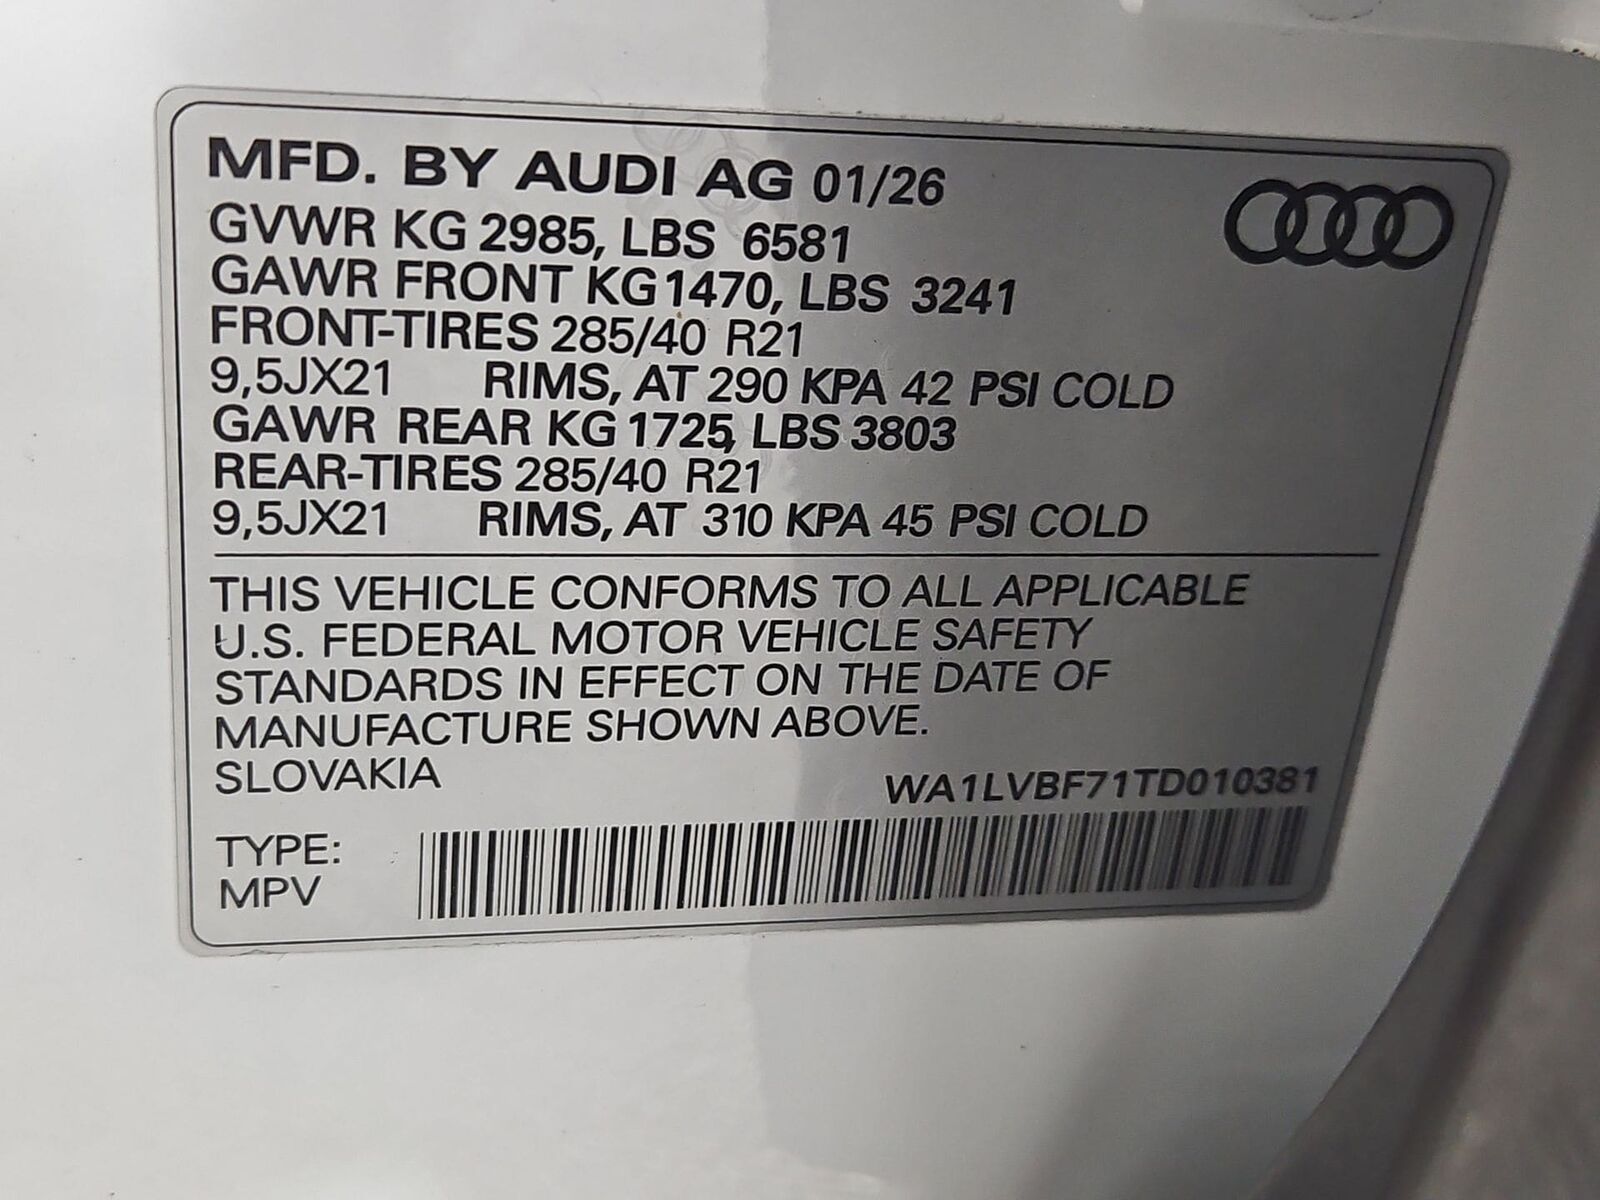 MFD. BY AUDI AG 01/26
GVWR KG 2985, LBS 6581
GAWR FRONT KG 1470, LBS 3241
FRONT-TIRES 285/40 R21
9,5JX21 RIMS, AT 290 KPA 42 PSI COLD
GAWR REAR KG 1725, LBS 3803
REAR-TIRES 285/40 R21
9,5JX21 RIMS, AT 310 KPA 45 PSI COLD
THIS VEHICLE CONFORMS TO ALL APPLICABLE
U.S. FEDERAL MOTOR VEHICLE SAFETY
STANDARDS IN EFFECT ON THE DATE OF
MANUFACTURE SHOWN ABOVE.
SLOVAKIA WA1LVBF71TD010381
TYPE:
MPV